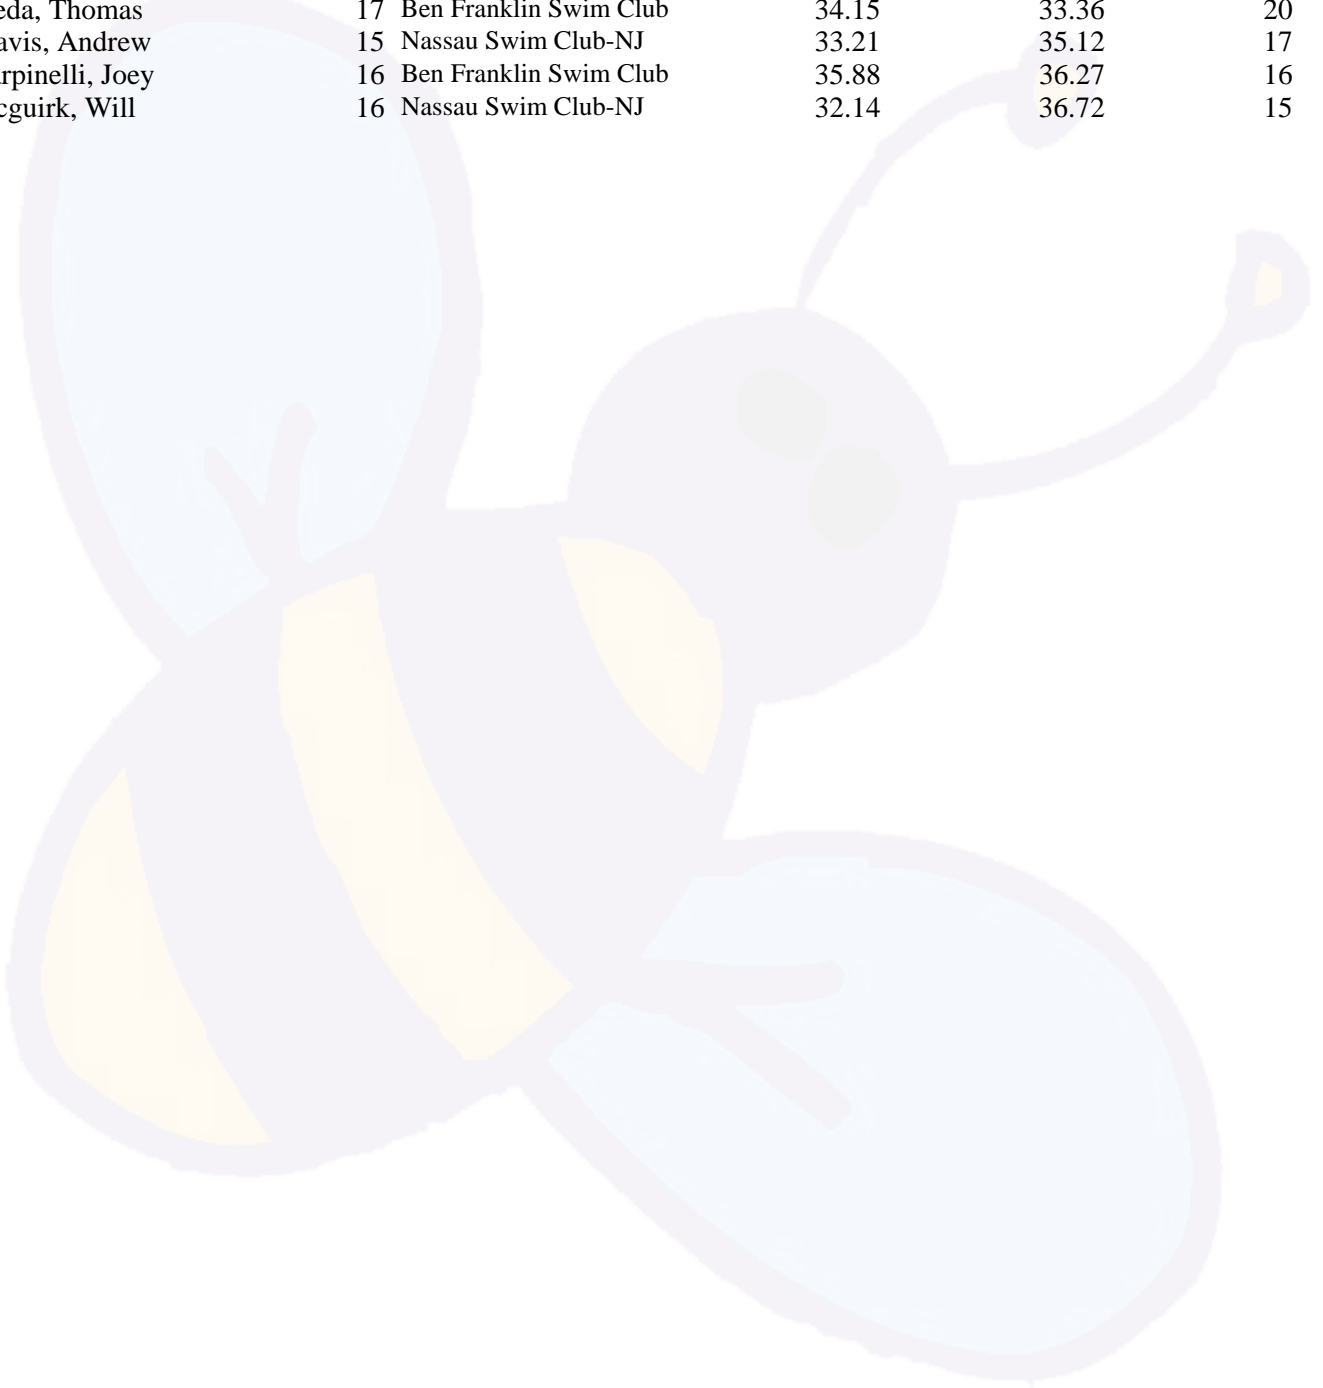 eda, Thomas 17 Ben Franklin Swim Club 34.15 33.36 20
avis, Andrew 15 Nassau Swim Club-NJ 33.21 35.12 17
rpinelli, Joey 16 Ben Franklin Swim Club 35.88 36.27 16
cguirk, Will 16 Nassau Swim Club-NJ 32.14 36.72 15